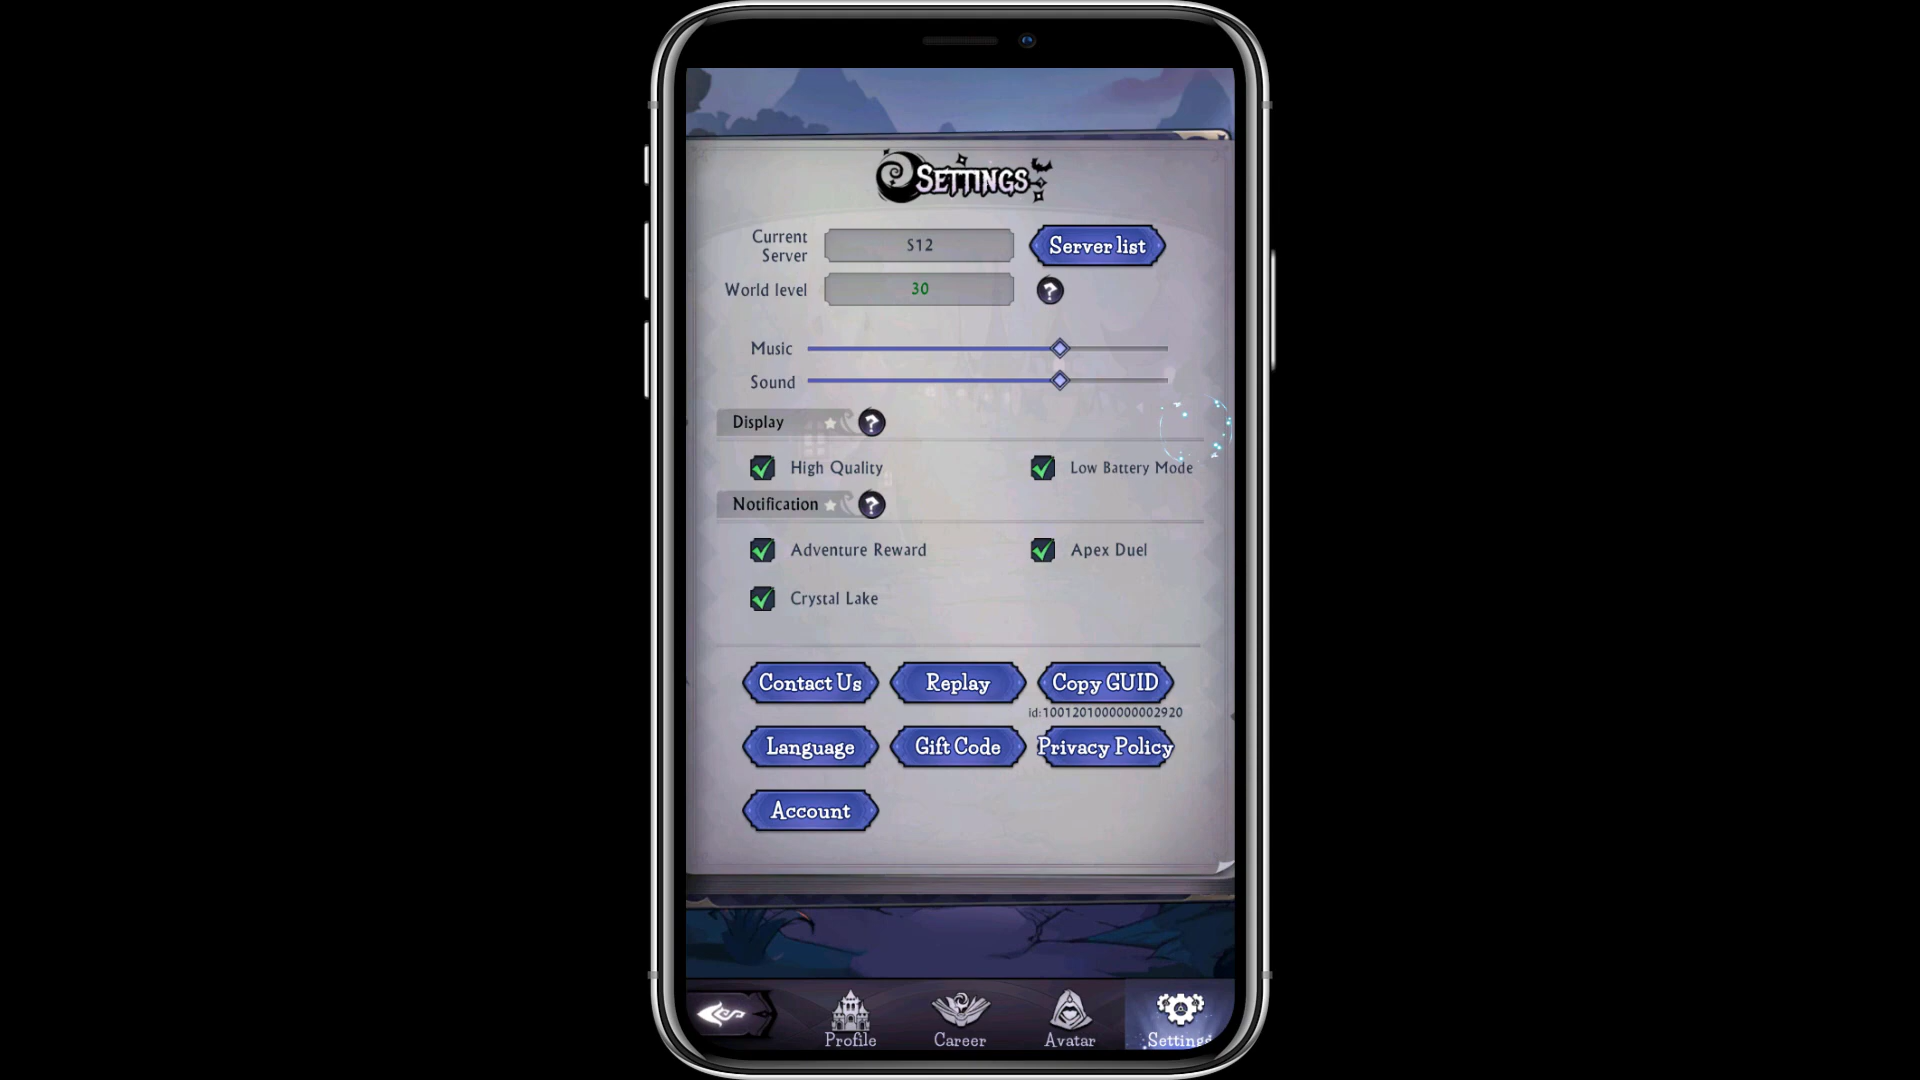 SETTINGS
Current Server
S12
Server list
World level
30
?
Music
Sound
Display
?
High Quality
Low Battery Mode
Notification
?
Adventure Reward
Apex Duel
Crystal Lake
Contact Us
Replay
Copy GUID
id:1001201000000002920
Language
Gift Code
Privacy Policy
Account
Profile
Career
Avatar
Settings